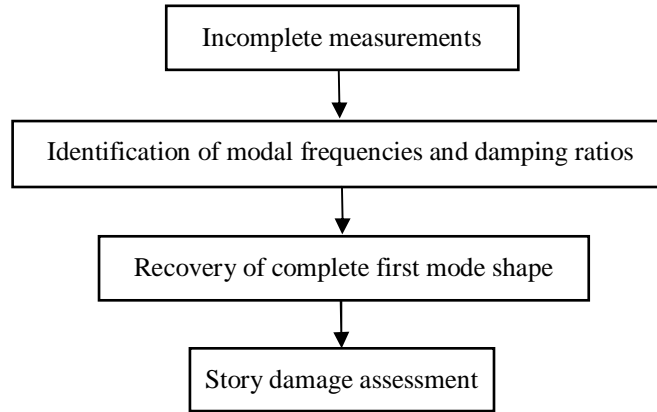 Incomplete measurements
Identification of modal frequencies and damping ratios
Recovery of complete first mode shape
Story damage assessment